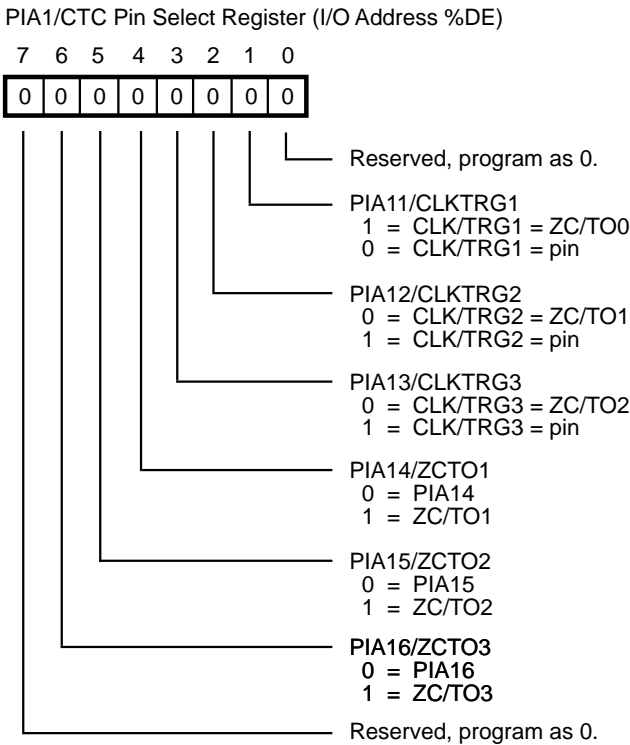 PIA1/CTC Pin Select Register (I/O Address %DE)
7 6 5 4 3 2 1 0
0 0 0 0 0 0 0 0
Reserved, program as 0.
PIA11/CLKTRG1
1 = CLK/TRG1 = ZC/TO0
0 = CLK/TRG1 = pin
PIA12/CLKTRG2
0 = CLK/TRG2 = ZC/TO1
1 = CLK/TRG2 = pin
PIA13/CLKTRG3
0 = CLK/TRG3 = ZC/TO2
1 = CLK/TRG3 = pin
PIA14/ZCTO1
0 = PIA14
1 = ZC/TO1
PIA15/ZCTO2
0 = PIA15
1 = ZC/TO2
PIA16/ZCTO3
0 = PIA16
1 = ZC/TO3
Reserved, program as 0.